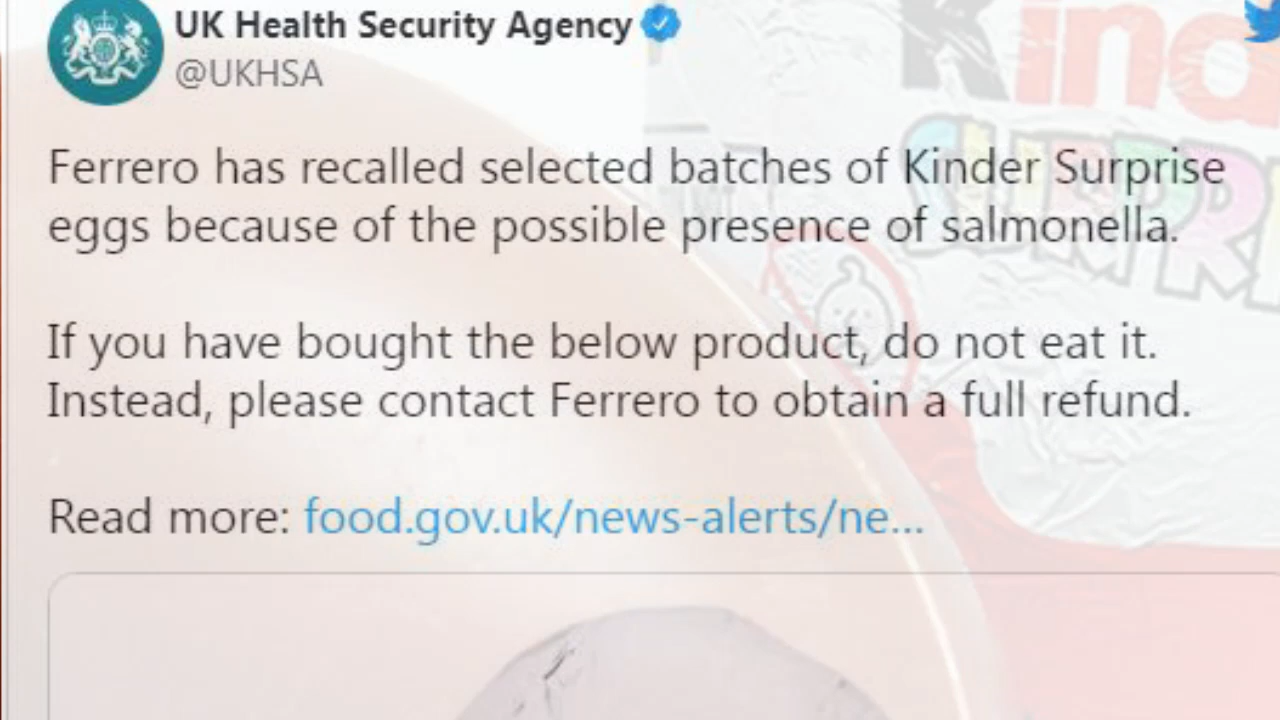 UK Health Security Agency
@UKHSA
Kin
SURPRI
Ferrero has recalled selected batches of Kinder Surprise
eggs because of the possible presence of salmonella.
If you have bought the below product, do not eat it.
Instead, please contact Ferrero to obtain a full refund.
Read more: food.gov.uk/news-alerts/ne...